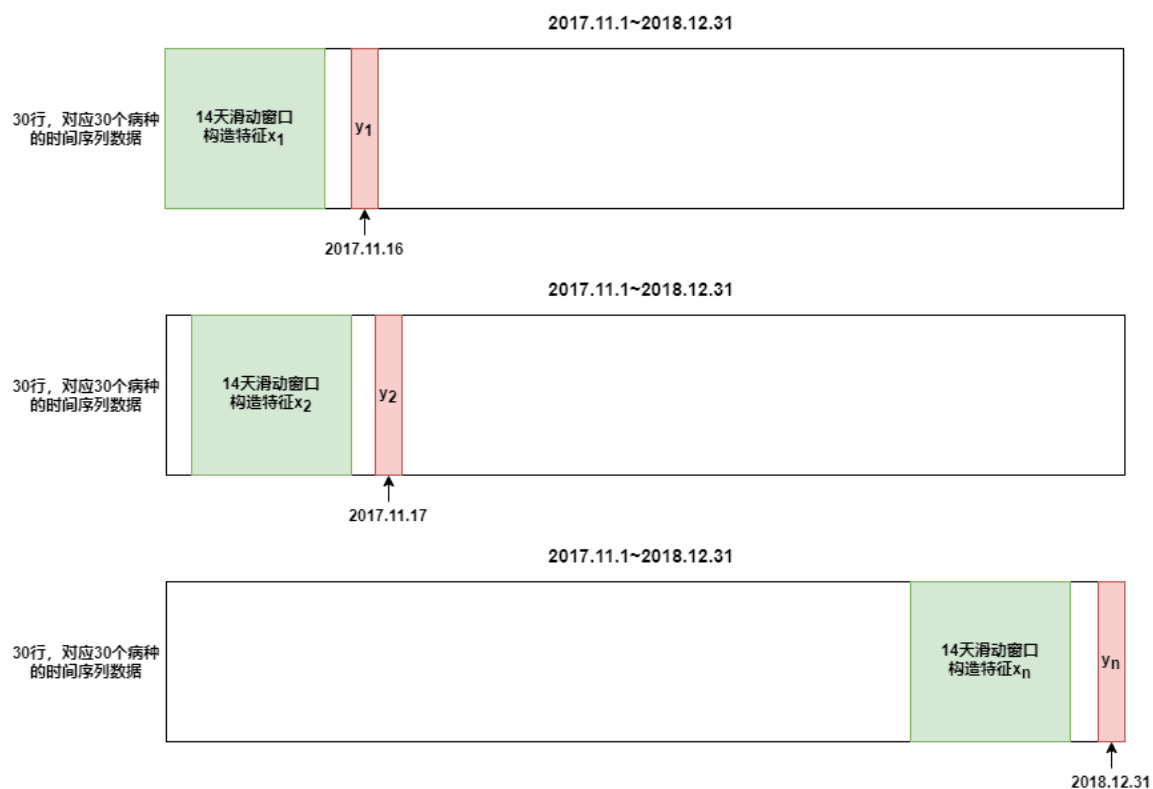 2017.11.1~2018.12.31
30行，对应30个病种
的时间序列数据
14天滑动窗口
构造特征x1
y1
2017.11.16
2017.11.1~2018.12.31
30行，对应30个病种
的时间序列数据
14天滑动窗口
构造特征x2
y2
2017.11.17
2017.11.1~2018.12.31
30行，对应30个病种
的时间序列数据
14天滑动窗口
构造特征xn
yn
2018.12.31